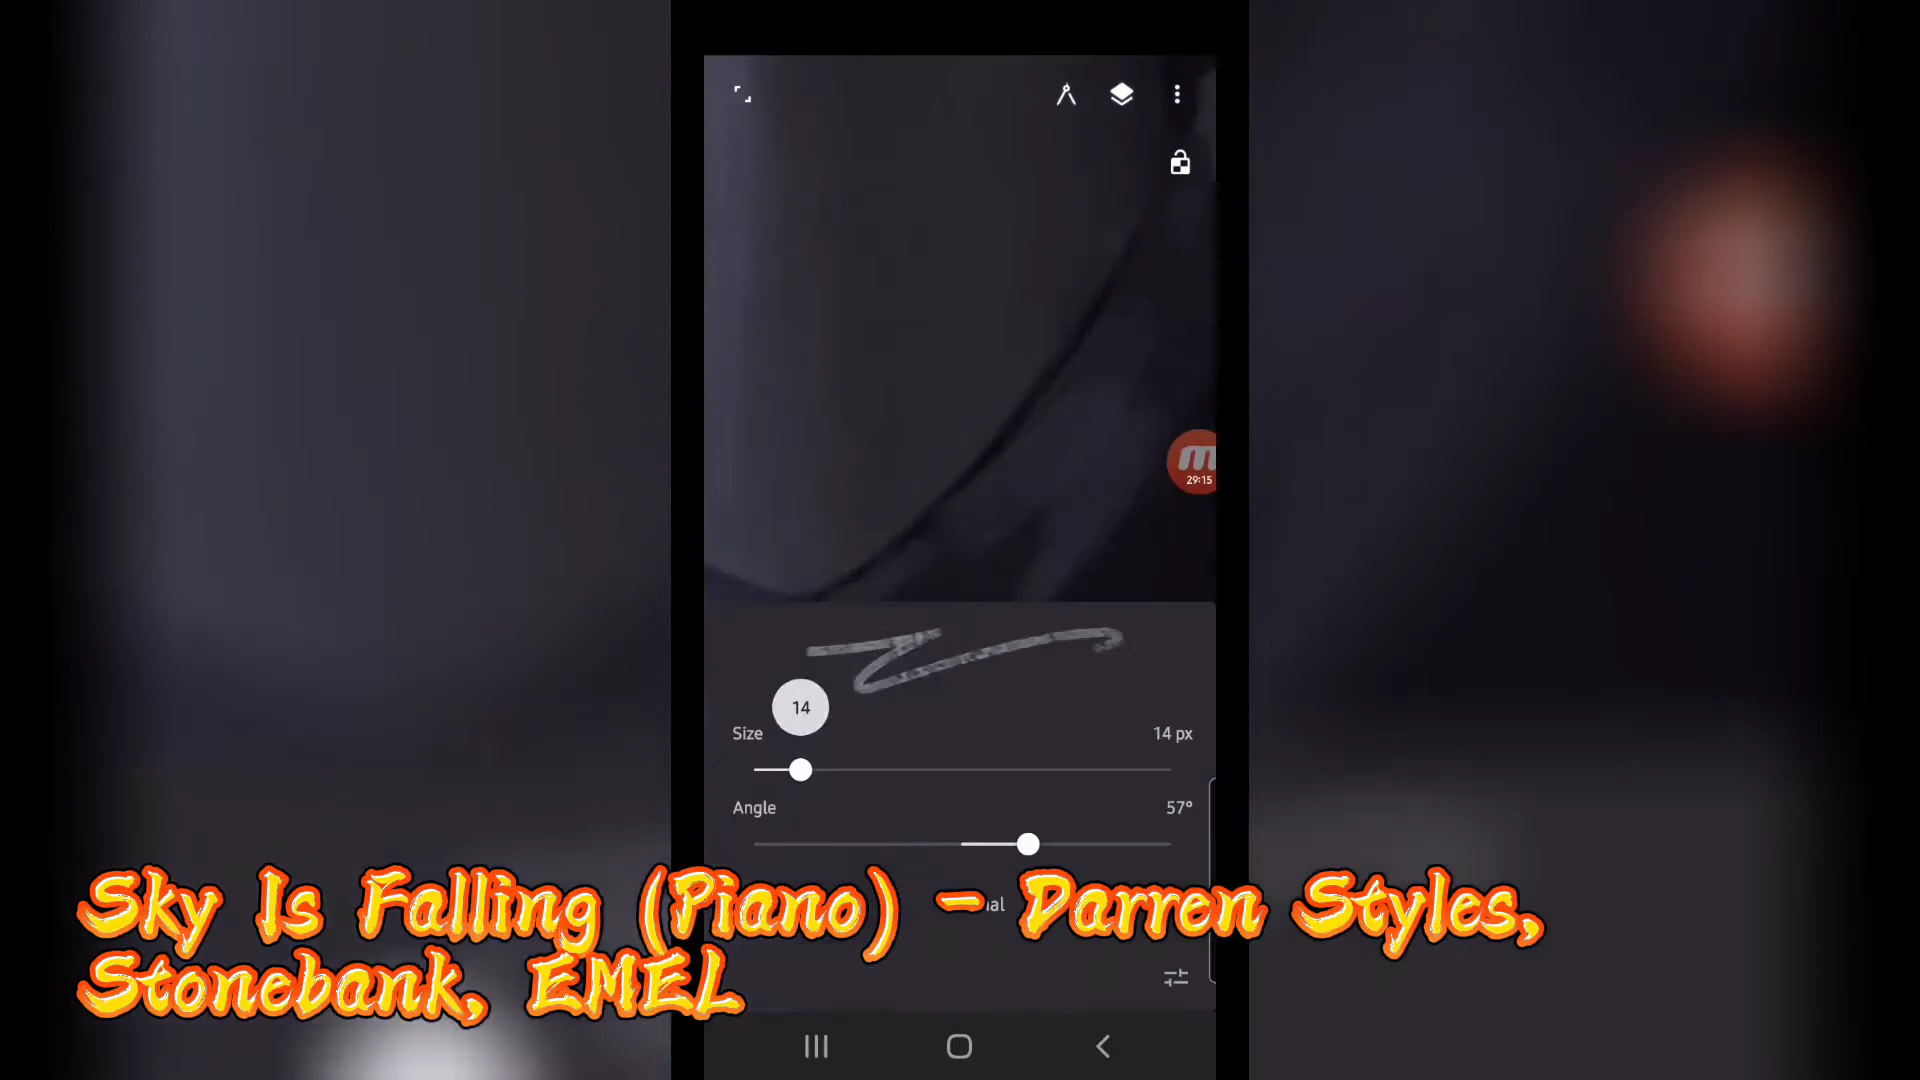 29:15
14
Size
14 px
Angle
57°
Sky Is Falling (Piano) - Darren Styles,
Stonebank, EMEL